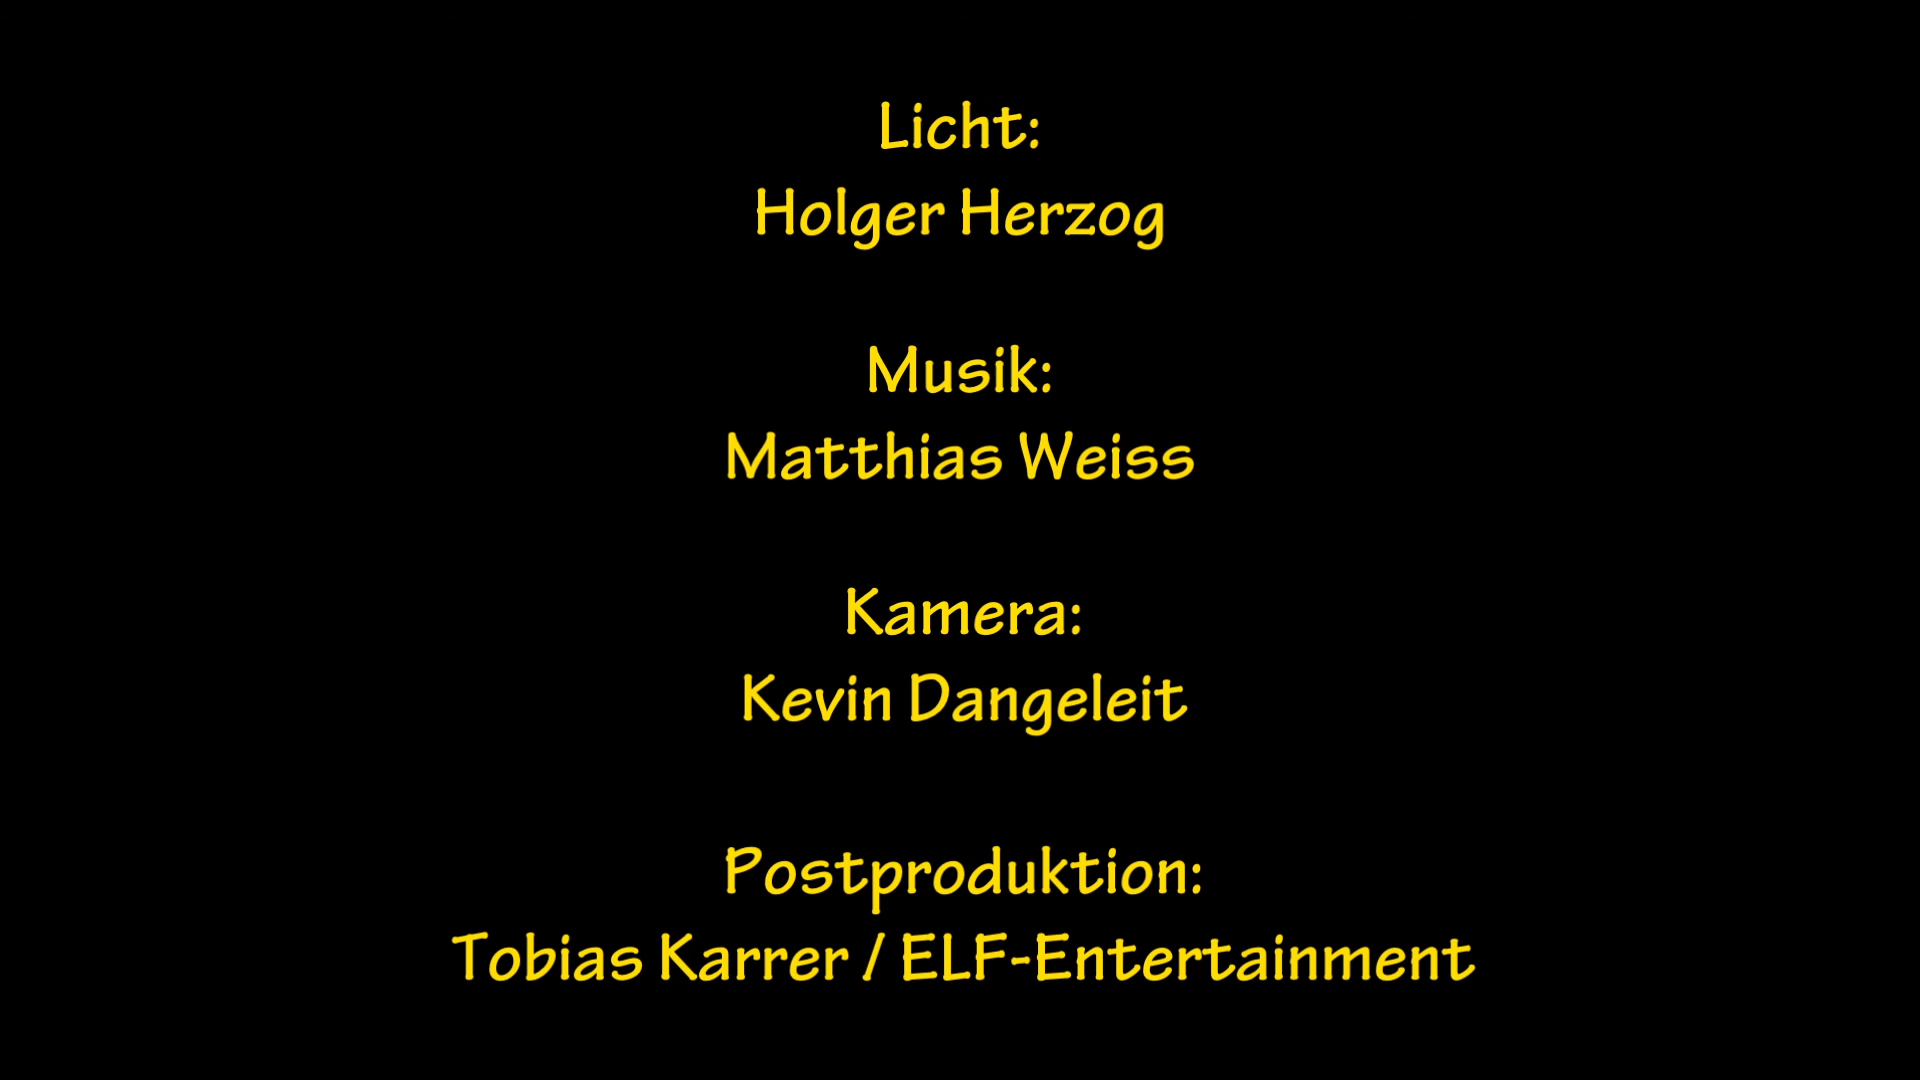 Licht:
Holger Herzog
Musik:
Matthias Weiss
Kamera:
Kevin Dangeleit
Postproduktion:
Tobias Karrer / ELF-Entertainment